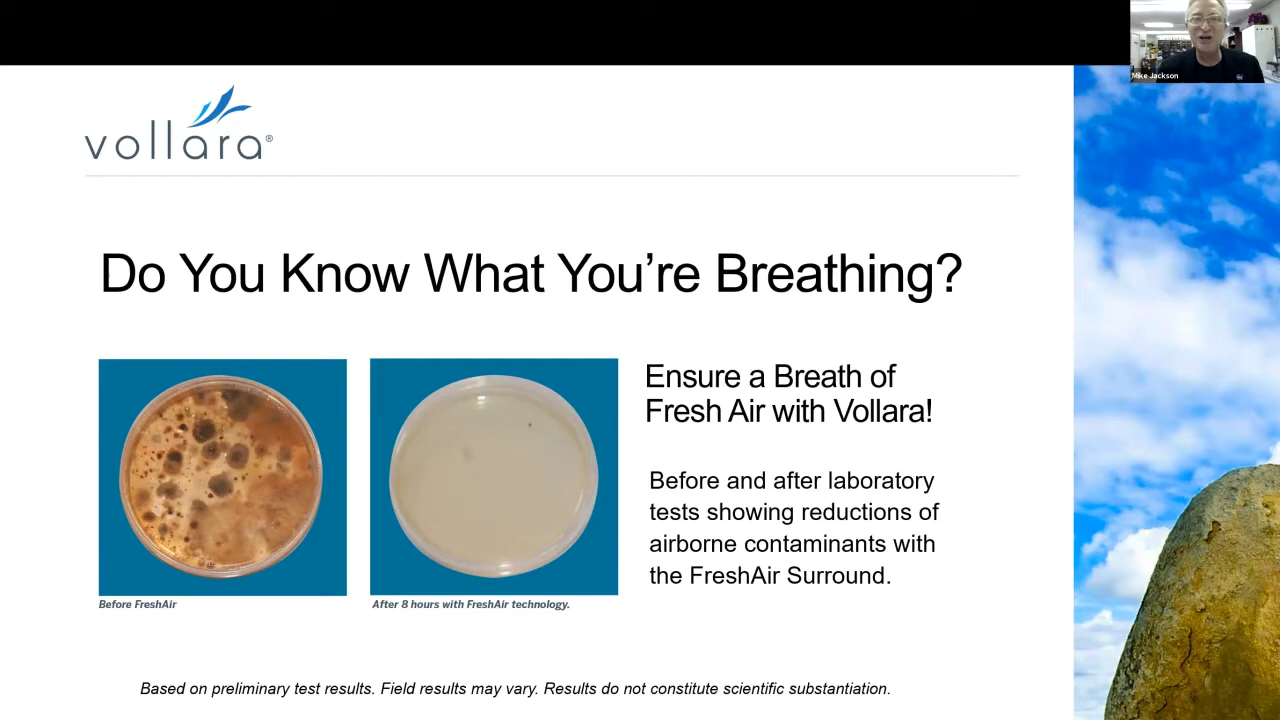 Mike Jackson
vollara®
Do You Know What You're Breathing?
Ensure a Breath of
Fresh Air with Vollara!
Before and after laboratory
tests showing reductions of
airborne contaminants with
the FreshAir Surround.
Before FreshAir
After 8 hours with FreshAir technology.
Based on preliminary test results. Field results may vary. Results do not constitute scientific substantiation.